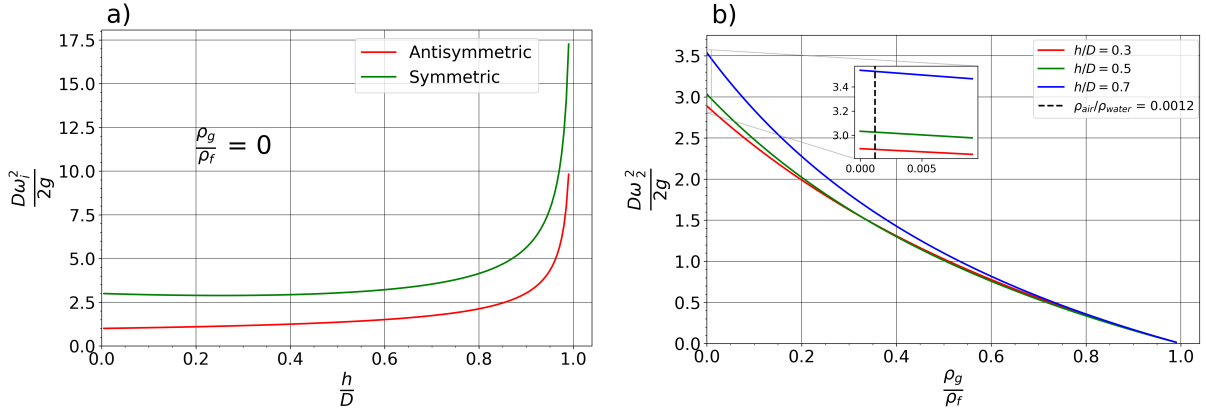 a)
17.5
15.0
12.5
10.0
7.5
5.0
2.5
0.0
Dω_i^2/2g
Antisymmetric
Symmetric
ρ_g/ρ_f = 0
0.0 0.2 0.4 0.6 0.8 1.0
h/D
b)
3.5
3.0
2.5
2.0
1.5
1.0
0.5
0.0
Dω_2^2/2g
h/D = 0.3
h/D = 0.5
h/D = 0.7
ρ_air/ρ_water = 0.0012
3.4
3.2
3.0
0.000 0.005
0.0 0.2 0.4 0.6 0.8 1.0
ρ_g/ρ_f